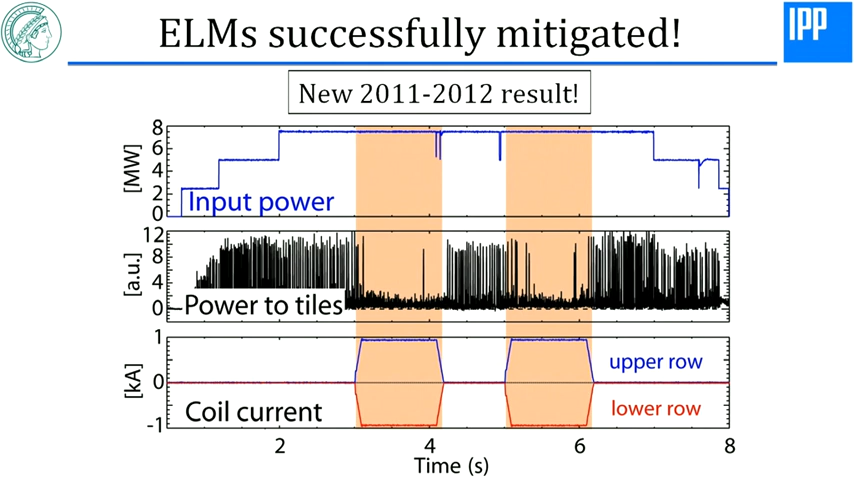 ELMs successfully mitigated!
IPP
New 2011-2012 result!
8
6
4
2
0
[MW]
Input power
12
8
4
0
[a.u.]
Power to tiles
1
0
-1
[kA]
upper row
lower row
Coil current
2
4
6
8
Time (s)